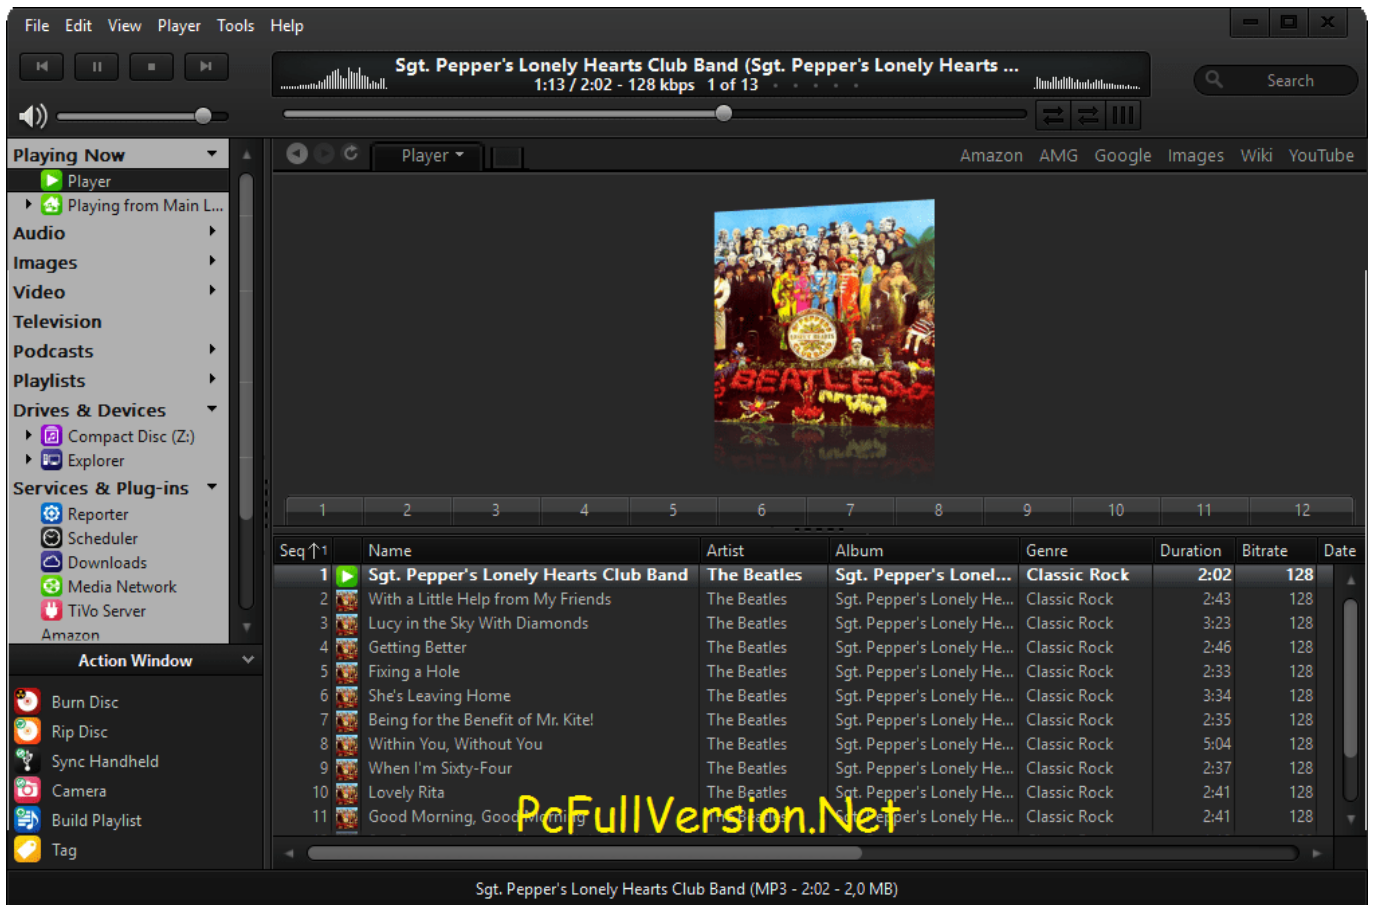 File Edit View Player Tools Help
Sgt. Pepper's Lonely Hearts Club Band (Sgt. Pepper's Lonely Hearts ...
1:13 / 2:02 - 128 kbps 1 of 13
Search
Playing Now
Player
Playing from Main L...
Audio
Images
Video
Television
Podcasts
Playlists
Drives & Devices
Compact Disc (Z:)
Explorer
Services & Plug-ins
Reporter
Scheduler
Downloads
Media Network
TiVo Server
Amazon
Action Window
Burn Disc
Rip Disc
Sync Handheld
Camera
Build Playlist
Tag
Player
Amazon AMG Google Images Wiki YouTube
BEATLES
1 2 3 4 5 6 7 8 9 10 11 12
Seq 1 Name Artist Album Genre Duration Bitrate Date
1 Sgt. Pepper's Lonely Hearts Club Band The Beatles Sgt. Pepper's Lonel... Classic Rock 2:02 128
2 With a Little Help from My Friends The Beatles Sgt. Pepper's Lonely He... Classic Rock 2:43 128
3 Lucy in the Sky With Diamonds The Beatles Sgt. Pepper's Lonely He... Classic Rock 3:23 128
4 Getting Better The Beatles Sgt. Pepper's Lonely He... Classic Rock 2:46 128
5 Fixing a Hole The Beatles Sgt. Pepper's Lonely He... Classic Rock 2:33 128
6 She's Leaving Home The Beatles Sgt. Pepper's Lonely He... Classic Rock 3:34 128
7 Being for the Benefit of Mr. Kite! The Beatles Sgt. Pepper's Lonely He... Classic Rock 2:35 128
8 Within You, Without You The Beatles Sgt. Pepper's Lonely He... Classic Rock 5:04 128
9 When I'm Sixty-Four The Beatles Sgt. Pepper's Lonely He... Classic Rock 2:37 128
10 Lovely Rita The Beatles Sgt. Pepper's Lonely He... Classic Rock 2:41 128
11 Good Morning, Good Morning The Beatles Sgt. Pepper's Lonely He... Classic Rock 2:41 128
PcFullVersion.Net
Sgt. Pepper's Lonely Hearts Club Band (MP3 - 2:02 - 2,0 MB)